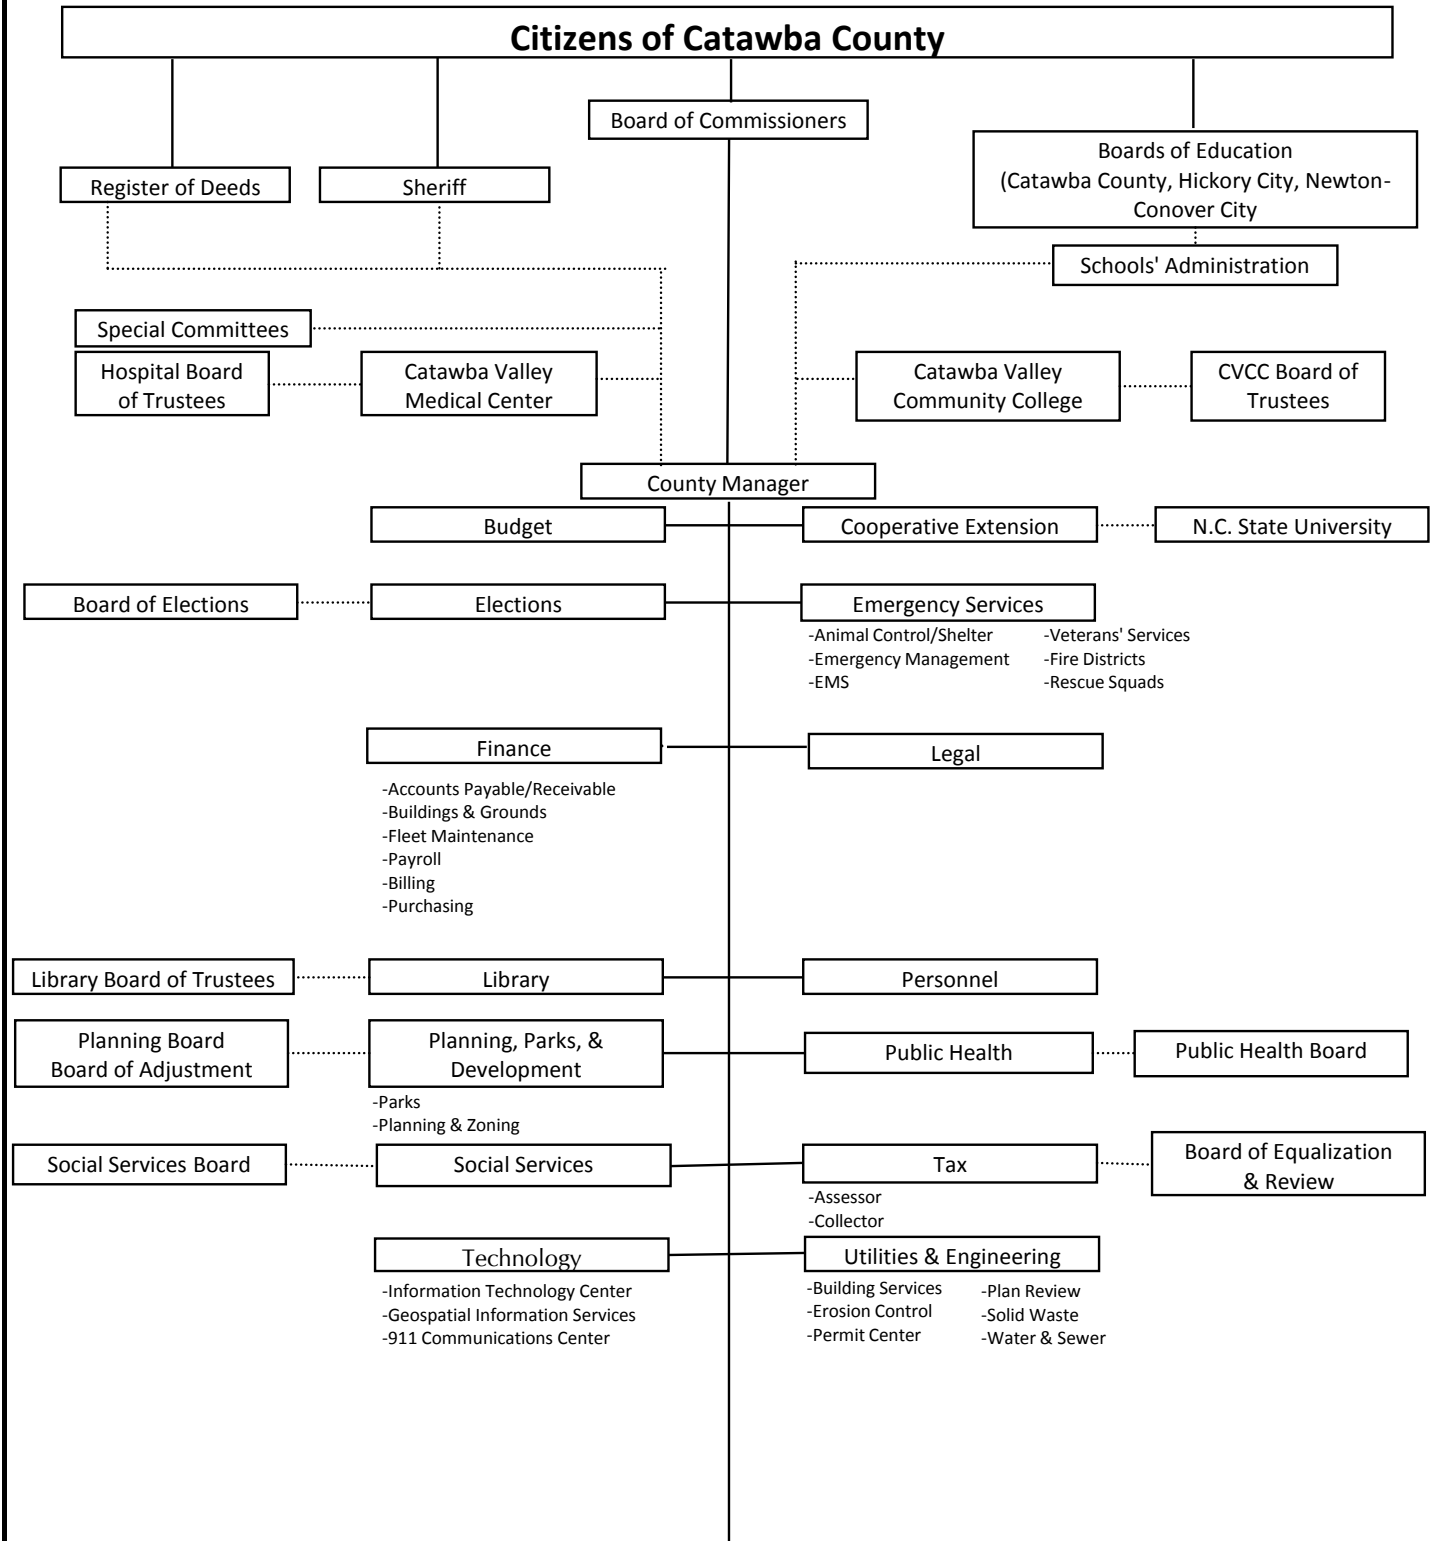 Citizens of Catawba County
Board of Commissioners
Boards of Education
(Catawba County, Hickory City, Newton-
Conover City
Register of Deeds
Sheriff
Schools' Administration
Special Committees
Hospital Board
of Trustees
Catawba Valley
Medical Center
Catawba Valley
Community College
CVCC Board of
Trustees
County Manager
Budget
Cooperative Extension
N.C. State University
Board of Elections
Elections
Emergency Services
-Animal Control/Shelter
-Emergency Management
-EMS
-Veterans' Services
-Fire Districts
-Rescue Squads
Finance
Legal
-Accounts Payable/Receivable
-Buildings & Grounds
-Fleet Maintenance
-Payroll
-Billing
-Purchasing
Library Board of Trustees
Library
Personnel
Planning Board
Board of Adjustment
Planning, Parks, &
Development
Public Health
Public Health Board
-Parks
-Planning & Zoning
Social Services Board
Social Services
Tax
Board of Equalization
& Review
-Assessor
-Collector
Technology
Utilities & Engineering
-Information Technology Center
-Geospatial Information Services
-911 Communications Center
-Building Services
-Erosion Control
-Permit Center
-Plan Review
-Solid Waste
-Water & Sewer